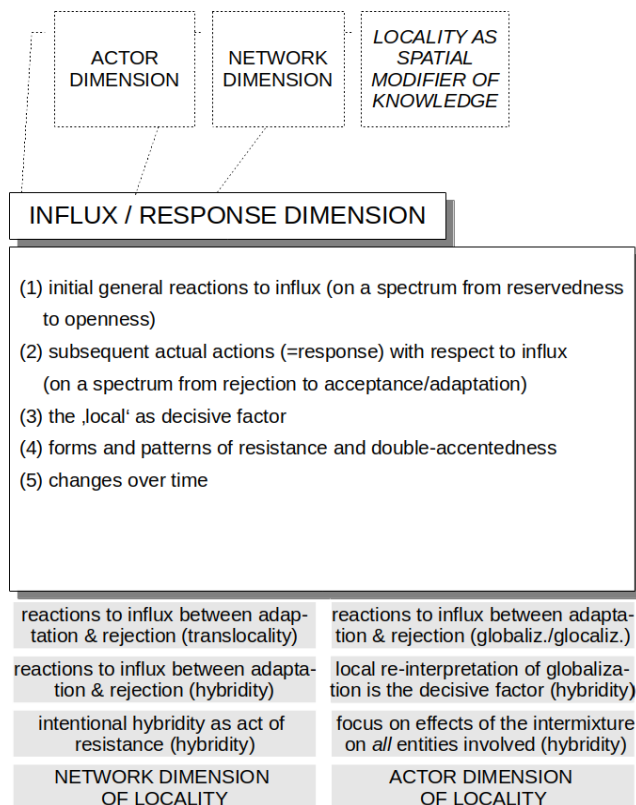 ACTOR
DIMENSION
NETWORK
DIMENSION
LOCALITY AS
SPATIAL
MODIFIER OF
KNOWLEDGE
INFLUX / RESPONSE DIMENSION
(1) initial general reactions to influx (on a spectrum from reservedness
to openness)
(2) subsequent actual actions (=response) with respect to influx
(on a spectrum from rejection to acceptance/adaptation)
(3) the ‚local‘ as decisive factor
(4) forms and patterns of resistance and double-accentedness
(5) changes over time
reactions to influx between adap-
tation & rejection (translocality)
reactions to influx between adapta-
tion & rejection (globaliz./glocaliz.)
reactions to influx between adapta-
tion & rejection (hybridity)
local re-interpretation of globaliza-
tion is the decisive factor (hybridity)
intentional hybridity as act of
resistance (hybridity)
focus on effects of the intermixture
on all entities involved (hybridity)
NETWORK DIMENSION
OF LOCALITY
ACTOR DIMENSION
OF LOCALITY